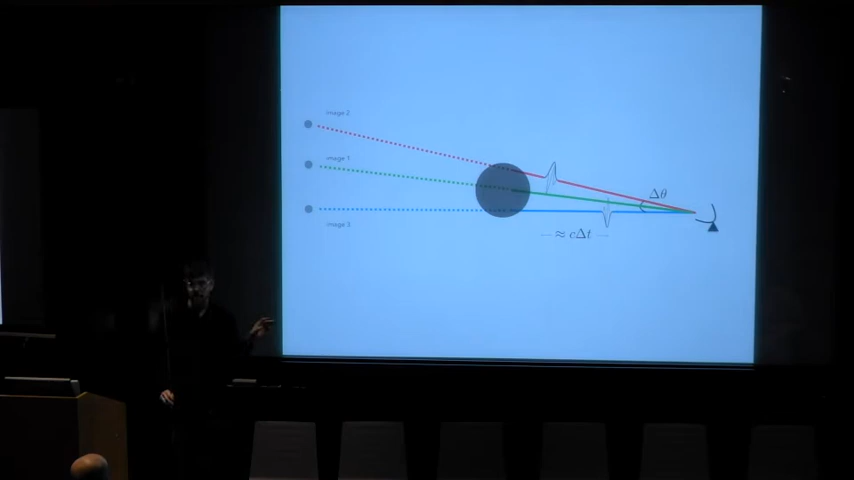 image 2
image 1
Δθ
image 3
— ≈ cΔt —